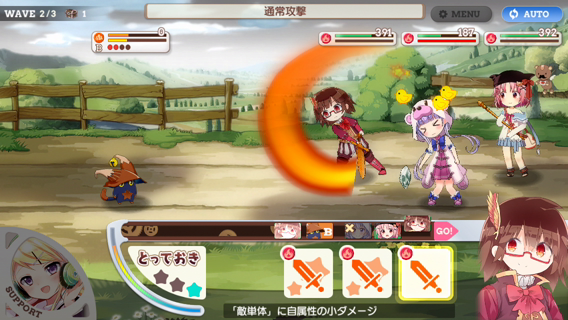 WAVE 2/3 1
通常攻撃
MENU
AUTO
0
B
391
187
392
B
GO!
とっておき
SUPPORT
「敵単体」に自属性の小ダメージ